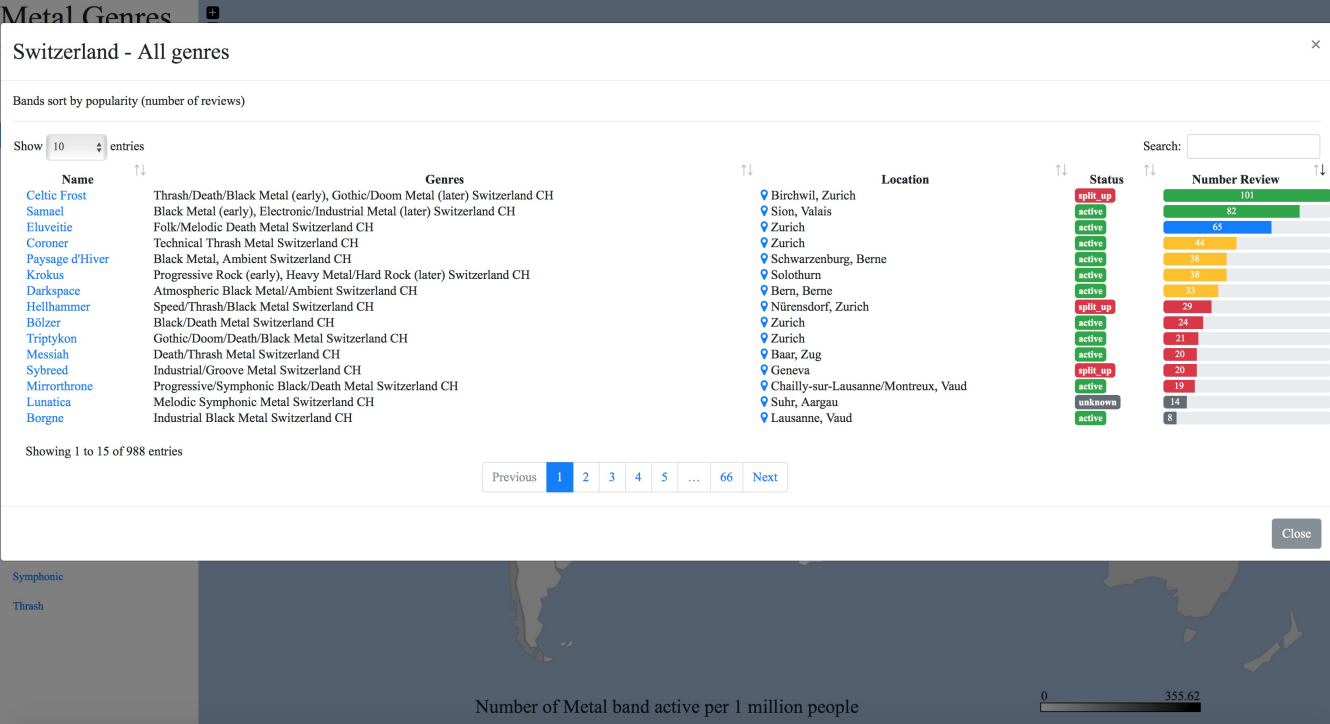 Metal Genres
+
Switzerland - All genres
×
Bands sort by popularity (number of reviews)
Show 10 entries
Search:
Name Genres Location Status Number Review
Celtic Frost Thrash/Death/Black Metal (early), Gothic/Doom Metal (later) Switzerland CH Birchwil, Zurich split_up 101
Samael Black Metal (early), Electronic/Industrial Metal (later) Switzerland CH Sion, Valais active 82
Eluveitie Folk/Melodic Death Metal Switzerland CH Zurich active 65
Coroner Technical Thrash Metal Switzerland CH Zurich active 44
Paysage d'Hiver Black Metal, Ambient Switzerland CH Schwarzenburg, Berne active 38
Krokus Progressive Rock (early), Heavy Metal/Hard Rock (later) Switzerland CH Solothurn active 38
Darkspace Atmospheric Black Metal/Ambient Switzerland CH Bern, Berne active 33
Hellhammer Speed/Thrash/Black Metal Switzerland CH Nürensdorf, Zurich split_up 29
Bölzer Black/Death Metal Switzerland CH Zurich active 24
Triptykon Gothic/Doom/Death/Black Metal Switzerland CH Zurich active 21
Messiah Death/Thrash Metal Switzerland CH Baar, Zug active 20
Sybreed Industrial/Groove Metal Switzerland CH Geneva split_up 20
Mirrorthrone Progressive/Symphonic Black/Death Metal Switzerland CH Chailly-sur-Lausanne/Montreux, Vaud active 19
Lunatica Melodic Symphonic Metal Switzerland CH Suhr, Aargau unknown 14
Borgne Industrial Black Metal Switzerland CH Lausanne, Vaud active 8
Showing 1 to 15 of 988 entries
Previous 1 2 3 4 5 … 66 Next
Close
Symphonic
Thrash
Number of Metal band active per 1 million people
0 355.62